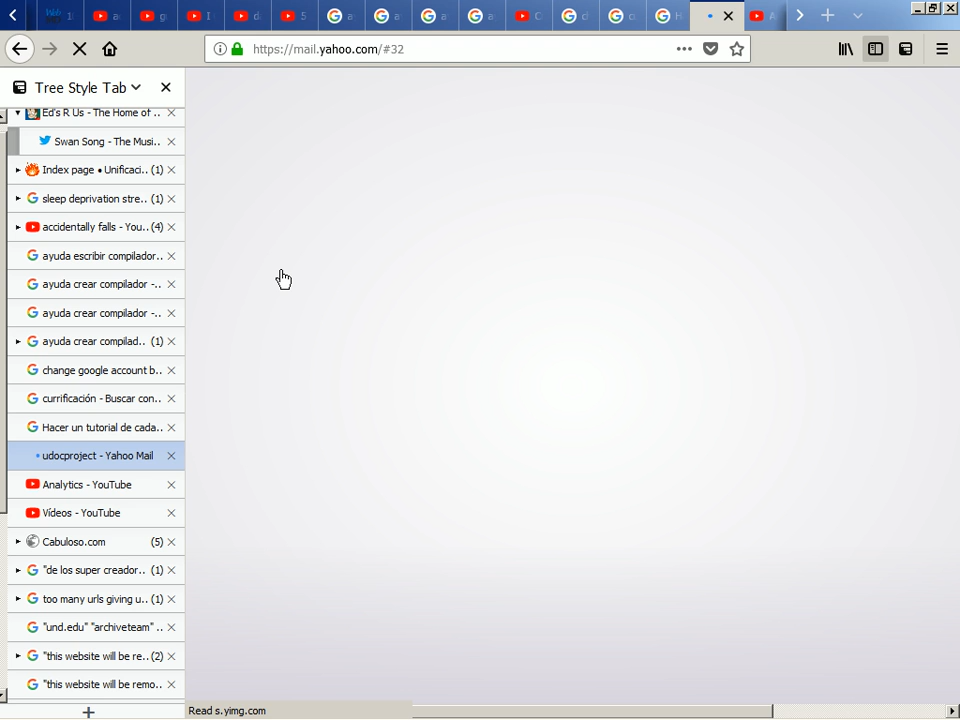 https://mail.yahoo.com/#32
Tree Style Tab
Ed's R Us - The Home of ..
Swan Song - The Musi..
Index page • Unificaci.. (1)
sleep deprivation stre.. (1)
accidentally falls - You.. (4)
ayuda escribir compilador..
ayuda crear compilador -..
ayuda crear compilador -..
ayuda crear compilad.. (1)
change google account b..
currificación - Buscar con..
Hacer un tutorial de cada..
udocproject - Yahoo Mail
Analytics - YouTube
Vídeos - YouTube
Cabuloso.com (5)
"de los super creador.. (1)
too many urls giving u.. (1)
"und.edu" "archiveteam" ..
"this website will be re.. (2)
"this website will be remo..
Read s.yimg.com